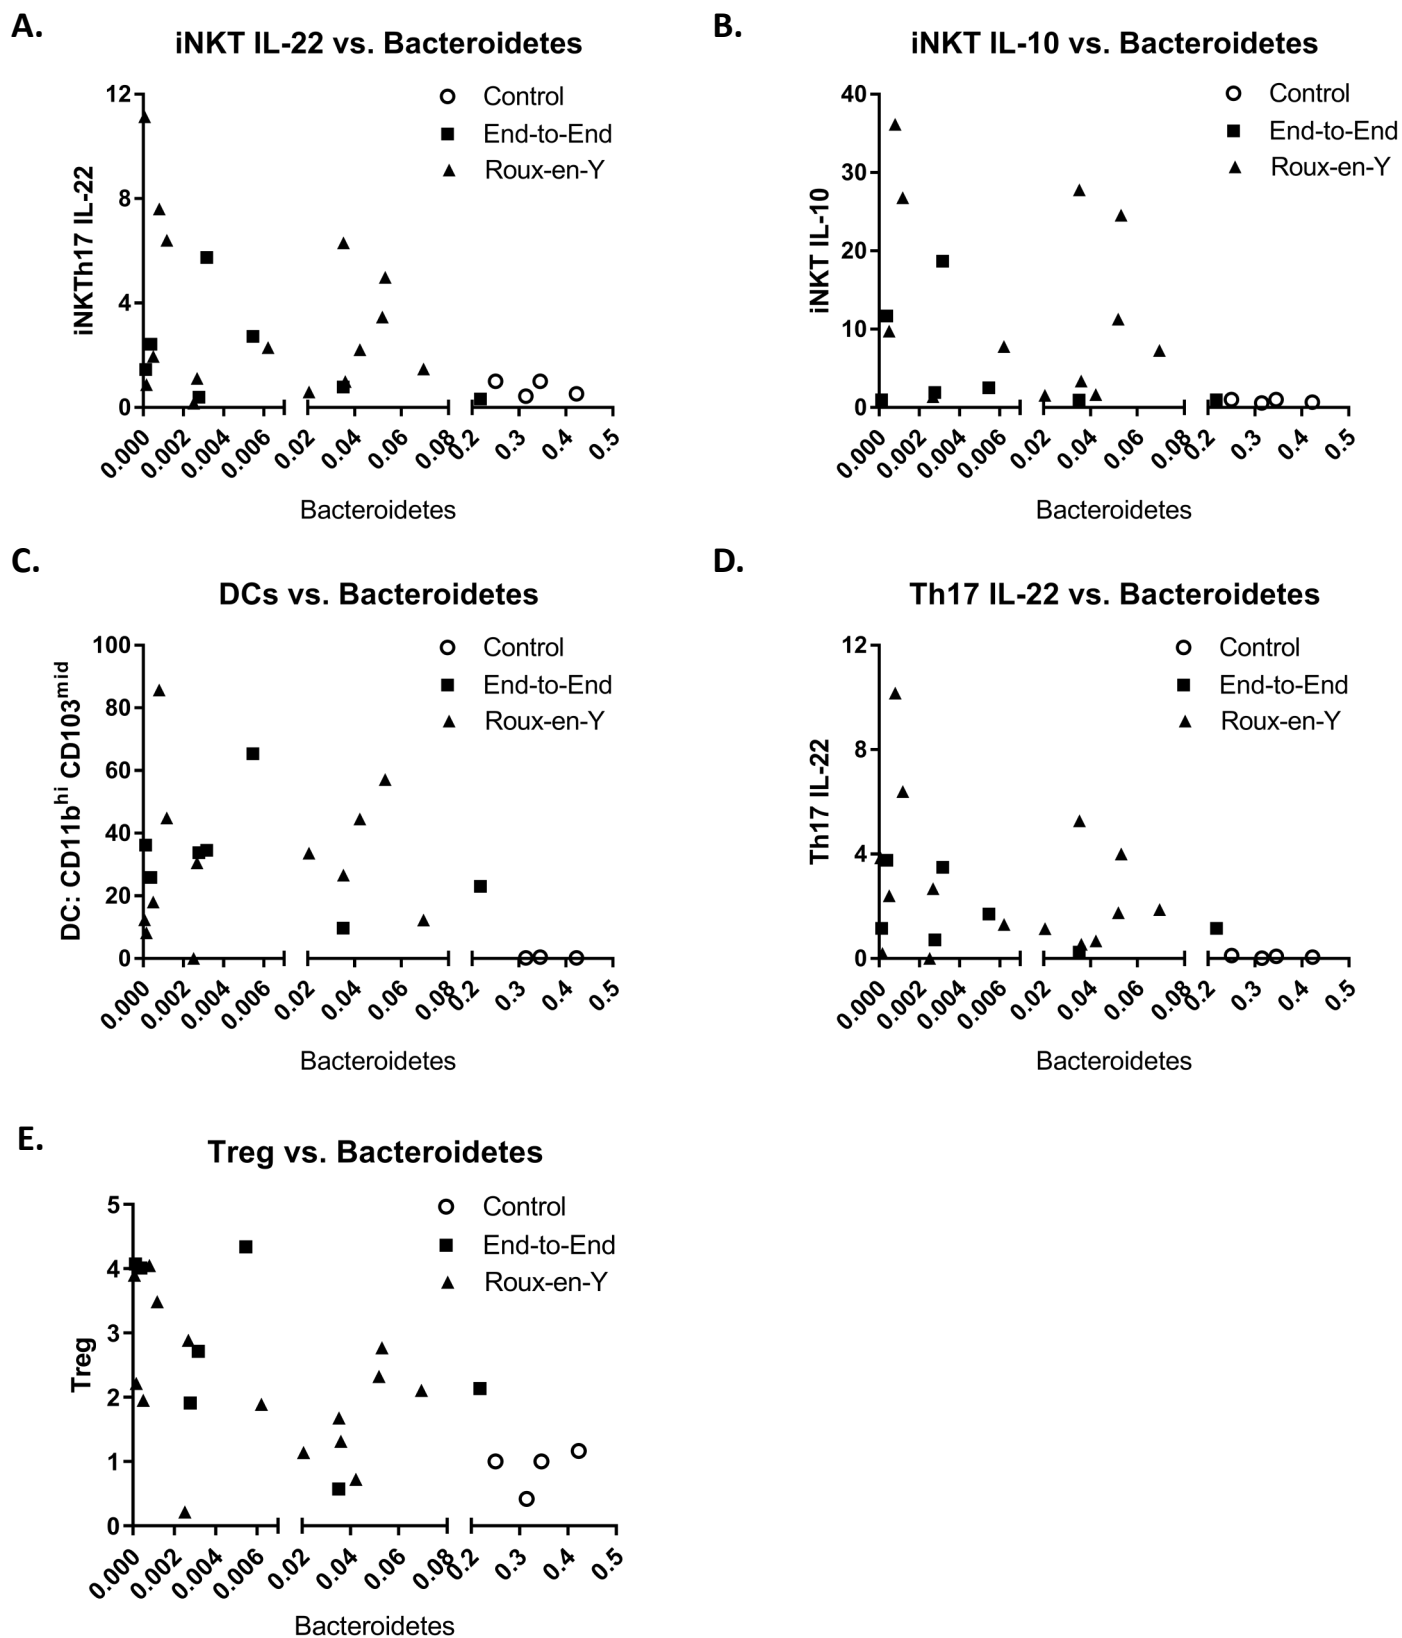 A.
iNKT IL-22 vs. Bacteroidetes
Control
End-to-End
Roux-en-Y
iNKTh17 IL-22
12
8
4
0
0.000 0.002 0.004 0.006 0.02 0.04 0.06 0.08 0.2 0.3 0.4 0.5
Bacteroidetes
B.
iNKT IL-10 vs. Bacteroidetes
Control
End-to-End
Roux-en-Y
iNKT IL-10
40
30
20
10
0
0.000 0.002 0.004 0.006 0.02 0.04 0.06 0.08 0.2 0.3 0.4 0.5
Bacteroidetes
C.
DCs vs. Bacteroidetes
Control
End-to-End
Roux-en-Y
DC: CD11bhi CD103mid
100
80
60
40
20
0
0.000 0.002 0.004 0.006 0.02 0.04 0.06 0.08 0.2 0.3 0.4 0.5
Bacteroidetes
D.
Th17 IL-22 vs. Bacteroidetes
Control
End-to-End
Roux-en-Y
Th17 IL-22
12
8
4
0
0.000 0.002 0.004 0.006 0.02 0.04 0.06 0.08 0.2 0.3 0.4 0.5
Bacteroidetes
E.
Treg vs. Bacteroidetes
Control
End-to-End
Roux-en-Y
Treg
5
4
3
2
1
0
0.000 0.002 0.004 0.006 0.02 0.04 0.06 0.08 0.2 0.3 0.4 0.5
Bacteroidetes